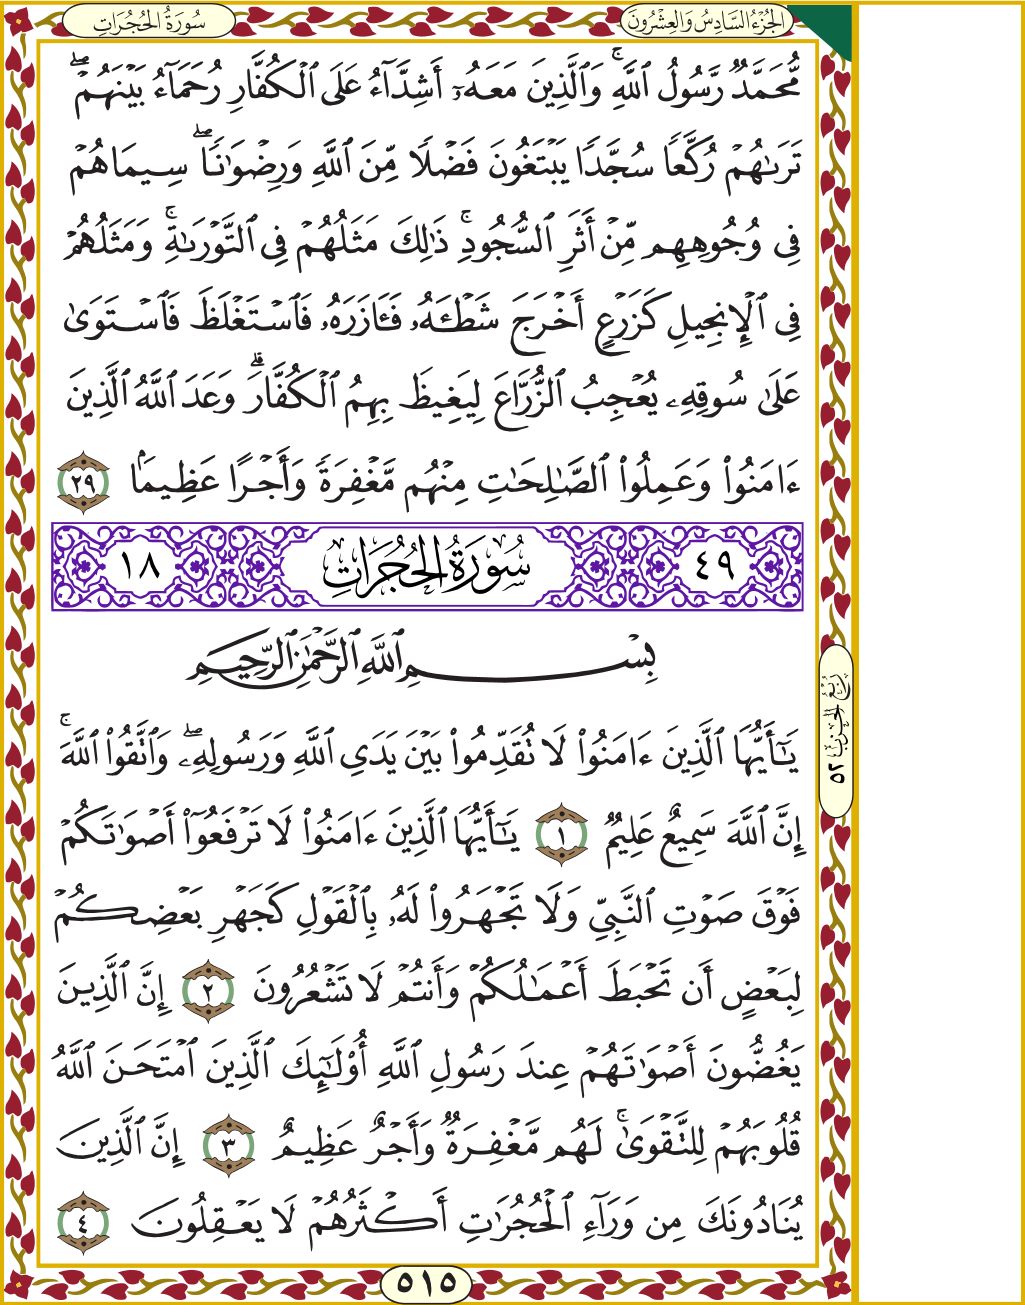 سُورَةُ الحُجُرَاتِ
الجُزْءُ السَّادِسُ وَالعِشْرُونَ
مُّحَمَّدٌ رَّسُولُ ٱللَّهِۚ وَٱلَّذِينَ مَعَهُۥٓ أَشِدَّآءُ عَلَى ٱلۡكُفَّارِ رُحَمَآءُ بَيۡنَهُمۡۖ
تَرَىٰهُمۡ رُكَّعٗا سُجَّدٗا يَبۡتَغُونَ فَضۡلٗا مِّنَ ٱللَّهِ وَرِضۡوَٰنٗاۖ سِيمَاهُمۡ
فِي وُجُوهِهِم مِّنۡ أَثَرِ ٱلسُّجُودِۚ ذَٰلِكَ مَثَلُهُمۡ فِي ٱلتَّوۡرَىٰةِۚ وَمَثَلُهُمۡ
فِي ٱلۡإِنجِيلِ كَزَرۡعٍ أَخۡرَجَ شَطۡـَٔهُۥ فَـَٔازَرَهُۥ فَٱسۡتَغۡلَظَ فَٱسۡتَوَىٰ
عَلَىٰ سُوقِهِۦ يُعۡجِبُ ٱلزُّرَّاعَ لِيَغِيظَ بِهِمُ ٱلۡكُفَّارَۗ وَعَدَ ٱللَّهُ ٱلَّذِينَ
ءَامَنُواْ وَعَمِلُواْ ٱلصَّٰلِحَٰتِ مِنۡهُم مَّغۡفِرَةٗ وَأَجۡرًا عَظِيمَۢا ٢٩
٤٩ سُورَةُ الحُجُرَاتِ ١٨
بِسۡمِ ٱللَّهِ ٱلرَّحۡمَٰنِ ٱلرَّحِيمِ
يَٰٓأَيُّهَا ٱلَّذِينَ ءَامَنُواْ لَا تُقَدِّمُواْ بَيۡنَ يَدَيِ ٱللَّهِ وَرَسُولِهِۦۖ وَٱتَّقُواْ ٱللَّهَۚ
إِنَّ ٱللَّهَ سَمِيعٌ عَلِيمٞ ١ يَٰٓأَيُّهَا ٱلَّذِينَ ءَامَنُواْ لَا تَرۡفَعُوٓاْ أَصۡوَٰتَكُمۡ
فَوۡقَ صَوۡتِ ٱلنَّبِيِّ وَلَا تَجۡهَرُواْ لَهُۥ بِٱلۡقَوۡلِ كَجَهۡرِ بَعۡضِكُمۡ
لِبَعۡضٍ أَن تَحۡبَطَ أَعۡمَٰلُكُمۡ وَأَنتُمۡ لَا تَشۡعُرُونَ ٢ إِنَّ ٱلَّذِينَ
يَغُضُّونَ أَصۡوَٰتَهُمۡ عِندَ رَسُولِ ٱللَّهِ أُوْلَٰٓئِكَ ٱلَّذِينَ ٱمۡتَحَنَ ٱللَّهُ
قُلُوبَهُمۡ لِلتَّقۡوَىٰۚ لَهُم مَّغۡفِرَةٞ وَأَجۡرٌ عَظِيمٌ ٣ إِنَّ ٱلَّذِينَ
يُنَادُونَكَ مِن وَرَآءِ ٱلۡحُجُرَٰتِ أَكۡثَرُهُمۡ لَا يَعۡقِلُونَ ٤
رُبْعُ الحِزْبِ ٥٢
٥١٥